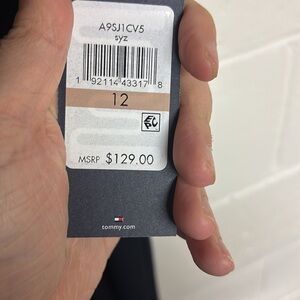 A9SJ1CV5
syz
1 92114 43317 8
12
MSRP $129.00
tommy.com